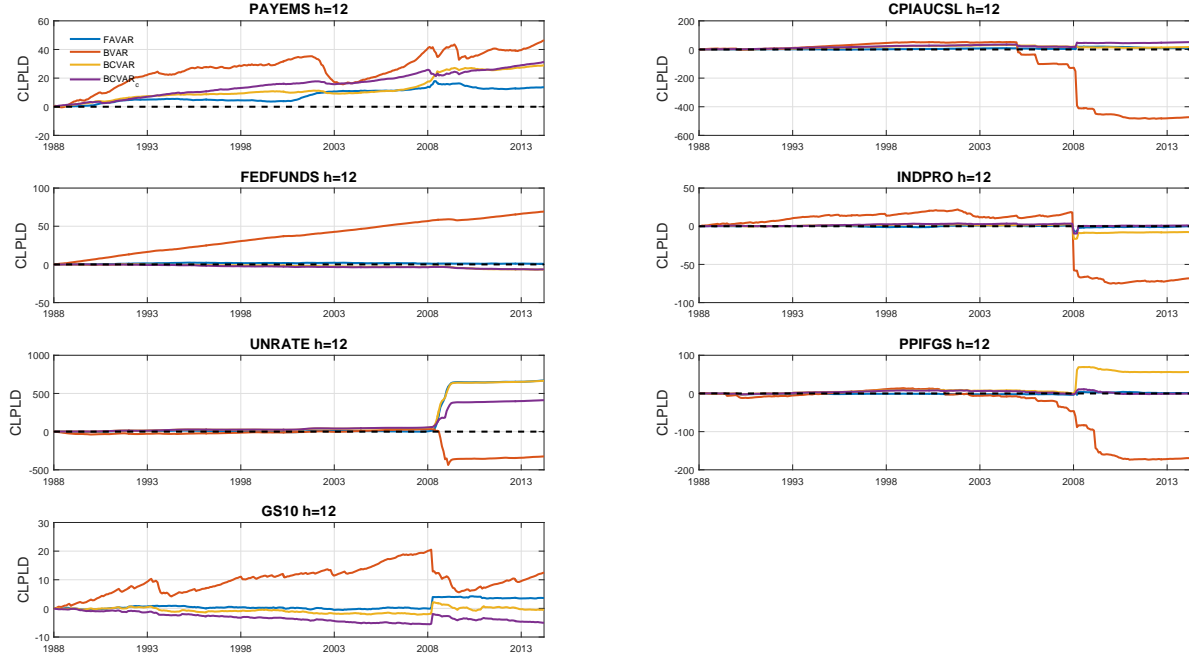 PAYEMS h=12
CLPLD
60
40
20
0
-20
FAVAR
BVAR
BCVAR
BCVARc
1988 1993 1998 2003 2008 2013
CPIAUCSL h=12
CLPLD
200
0
-200
-400
-600
1988 1993 1998 2003 2008 2013
FEDFUNDS h=12
CLPLD
100
50
0
-50
1988 1993 1998 2003 2008 2013
INDPRO h=12
CLPLD
50
0
-50
-100
1988 1993 1998 2003 2008 2013
UNRATE h=12
CLPLD
1000
500
0
-500
1988 1993 1998 2003 2008 2013
PPIFGS h=12
CLPLD
100
0
-100
-200
1988 1993 1998 2003 2008 2013
GS10 h=12
CLPLD
30
20
10
0
-10
1988 1993 1998 2003 2008 2013